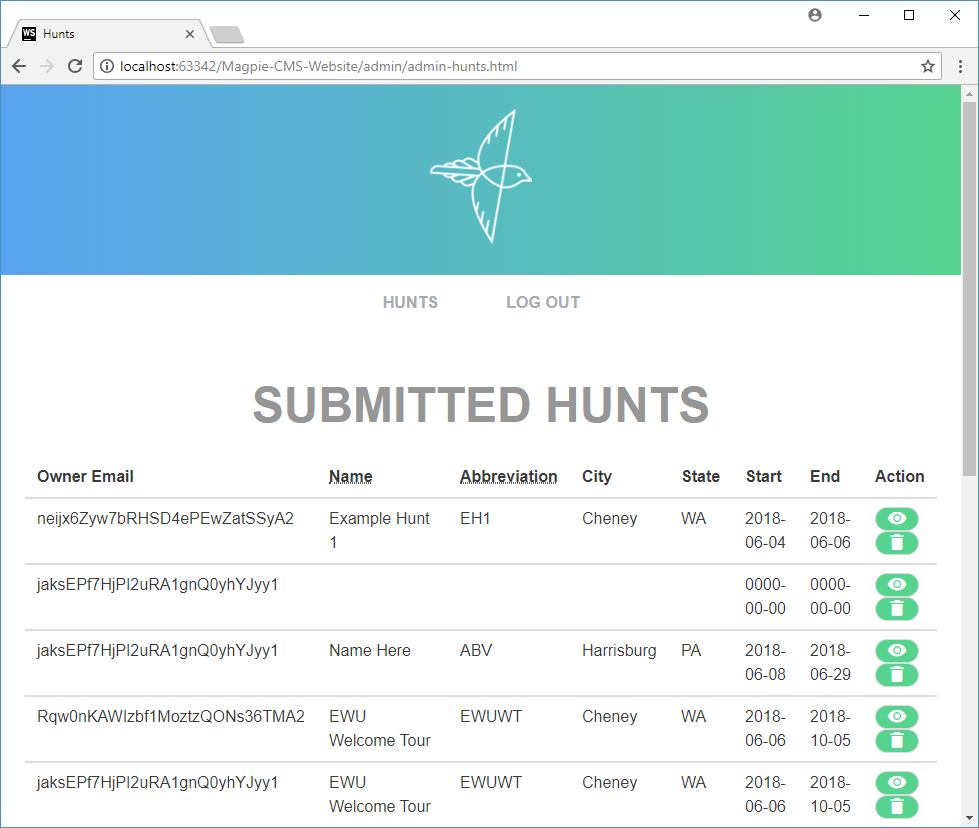 WS Hunts
localhost:63342/Magpie-CMS-Website/admin/admin-hunts.html
HUNTS LOG OUT
SUBMITTED HUNTS
Owner Email Name Abbreviation City State Start End Action
neijx6Zyw7bRHSD4ePEwZatSSyA2 Example Hunt EH1 Cheney WA 2018- 2018-
1 06-04 06-06
jaksEPf7HjPI2uRA1gnQ0yhYJyy1 0000- 0000-
00-00 00-00
jaksEPf7HjPI2uRA1gnQ0yhYJyy1 Name Here ABV Harrisburg PA 2018- 2018-
06-08 06-29
Rqw0nKAWIzbf1MoztzQONs36TMA2 EWU EWUWT Cheney WA 2018- 2018-
Welcome Tour 06-06 10-05
jaksEPf7HjPI2uRA1gnQ0yhYJyy1 EWU EWUWT Cheney WA 2018- 2018-
Welcome Tour 06-06 10-05